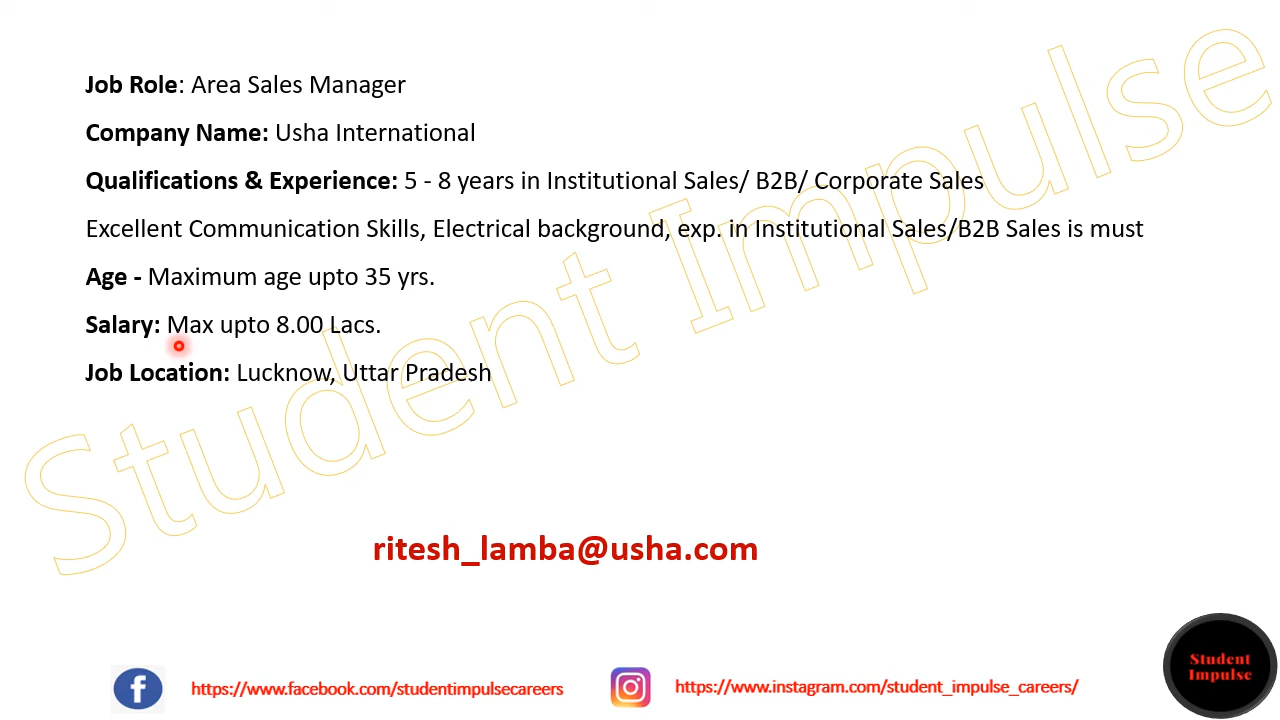 Job Role: Area Sales Manager
Company Name: Usha International
Qualifications & Experience: 5 - 8 years in Institutional Sales/ B2B/ Corporate Sales
Excellent Communication Skills, Electrical background, exp. in Institutional Sales/B2B Sales is must
Age - Maximum age upto 35 yrs.
Salary: Max upto 8.00 Lacs.
Job Location: Lucknow, Uttar Pradesh
Student Impulse
ritesh_lamba@usha.com
https://www.facebook.com/studentimpulsecareers
https://www.instagram.com/student_impulse_careers/
Student
Impulse